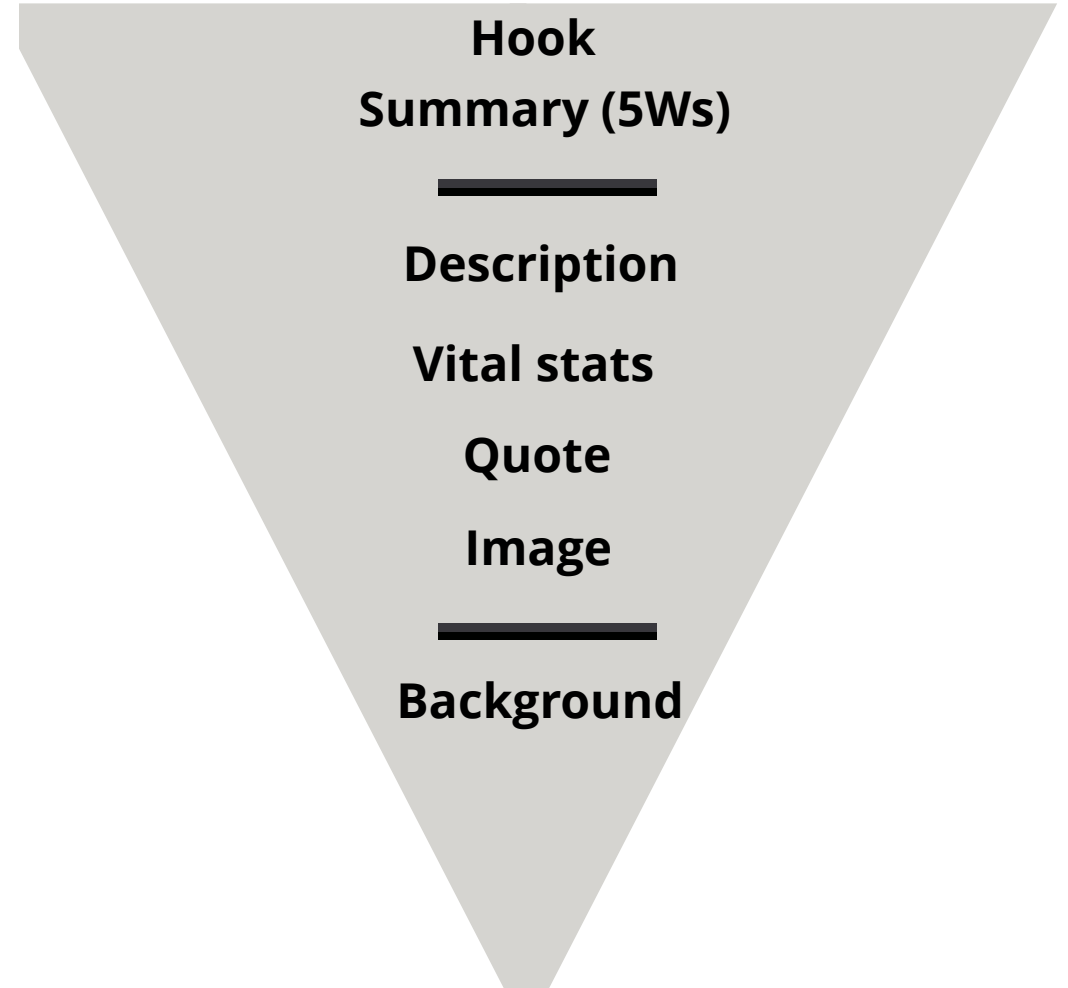 Hook
Summary (5Ws)
Description
Vital stats
Quote
Image
Background